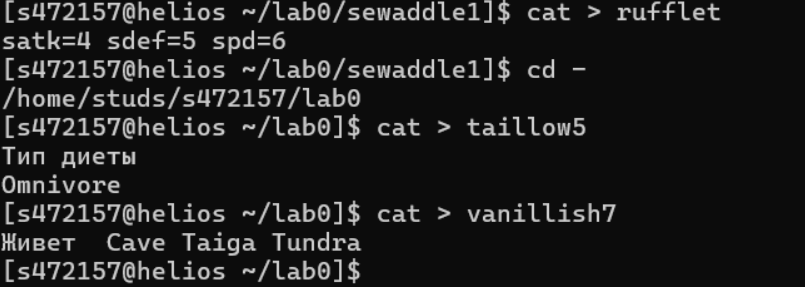 [s472157@helios ~/lab0/sewaddle1]$ cat > rufflet
satk=4 sdef=5 spd=6
[s472157@helios ~/lab0/sewaddle1]$ cd -
/home/studs/s472157/lab0
[s472157@helios ~/lab0]$ cat > taillow5
Тип диеты
Omnivore
[s472157@helios ~/lab0]$ cat > vanillish7
Живет  Cave Taiga Tundra
[s472157@helios ~/lab0]$